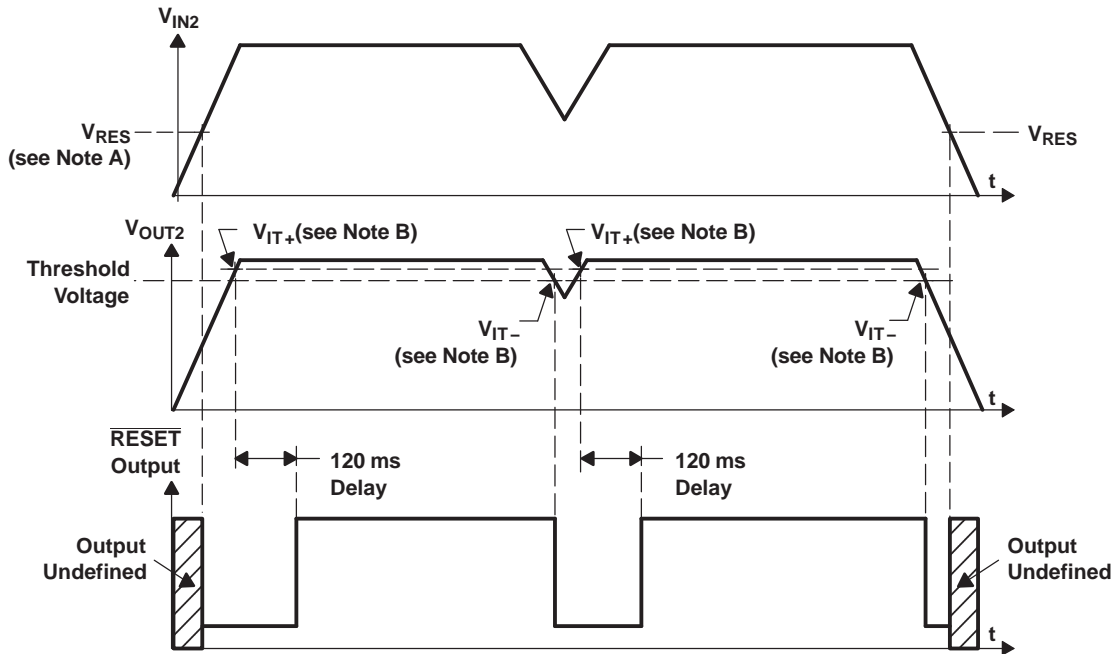 VIN2
VRES
(see Note A)
VRES
t
VOUT2
VIT+(see Note B)
VIT+(see Note B)
Threshold
Voltage
VIT−
(see Note B)
VIT−
(see Note B)
t
RESET
Output
120 ms
Delay
120 ms
Delay
Output
Undefined
Output
Undefined
t